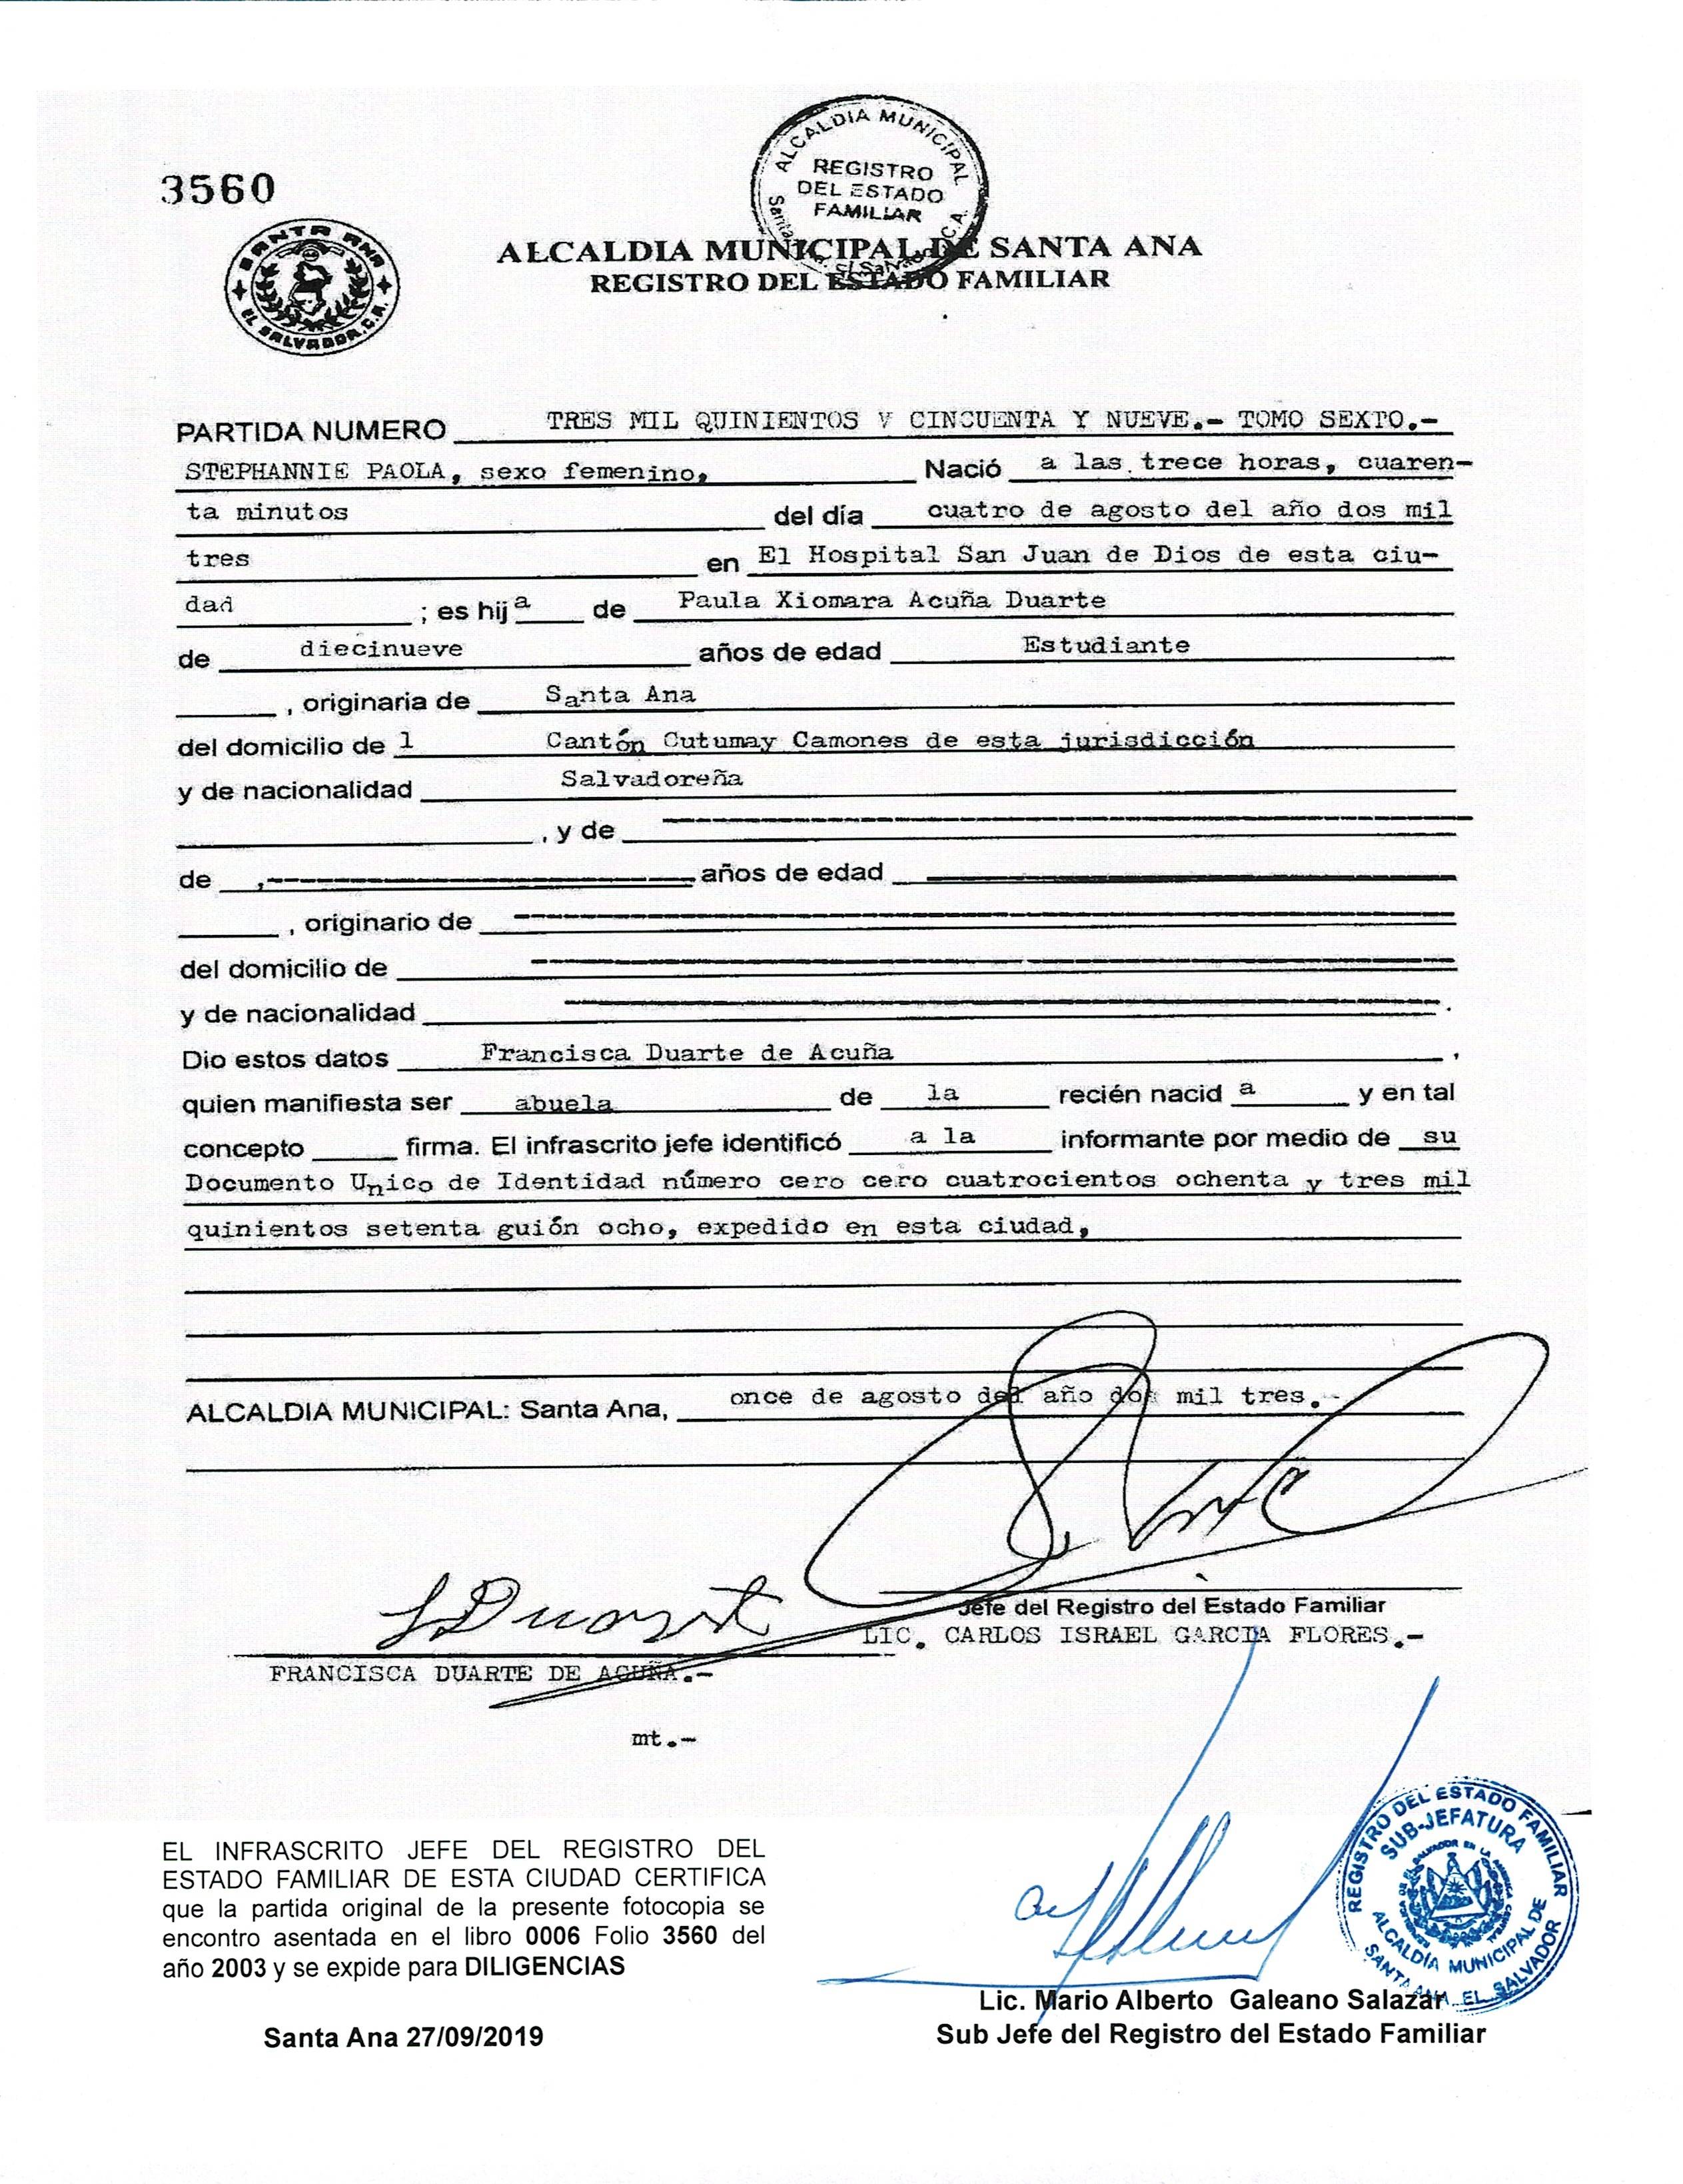 ALCALDIA MUNICIPAL
REGISTRO
DEL ESTADO
FAMILIAR
3560
SANTA ANA
EL SALVADOR, C.A.
ALCALDIA MUNICIPAL DE SANTA ANA
REGISTRO DEL ESTADO FAMILIAR
PARTIDA NUMERO TRES MIL QUINIENTOS Y CINCUENTA Y NUEVE.- TOMO SEXTO.-
STEPHANNIE PAOLA, sexo femenino, Nació a las trece horas, cuaren-
ta minutos del día cuatro de agosto del año dos mil
tres en El Hospital San Juan de Dios de esta ciu-
dad ; es hij a de Paula Xiomara Acuña Duarte
de diecinueve años de edad Estudiante
, originaria de Santa Ana
del domicilio de l Cantón Cutumay Camones de esta jurisdicción
y de nacionalidad Salvadoreña
, y de
de años de edad
, originario de
del domicilio de
y de nacionalidad .
Dio estos datos Francisca Duarte de Acuña ,
quien manifiesta ser abuela de la recién nacid a y en tal
concepto firma. El infrascrito jefe identificó a la informante por medio de su
Documento Unico de Identidad número cero cero cuatrocientos ochenta y tres mil
quinientos setenta guión ocho, expedido en esta ciudad,
ALCALDIA MUNICIPAL: Santa Ana, once de agosto del año dos mil tres.-
Jefe del Registro del Estado Familiar
LIC. CARLOS ISRAEL GARCIA FLORES.-
FRANCISCA DUARTE DE ACUÑA.-
mt.-
EL INFRASCRITO JEFE DEL REGISTRO DEL
ESTADO FAMILIAR DE ESTA CIUDAD CERTIFICA
que la partida original de la presente fotocopia se
encontro asentada en el libro 0006 Folio 3560 del
año 2003 y se expide para DILIGENCIAS
Santa Ana 27/09/2019
REGISTRO DEL ESTADO FAMILIAR
SUB-JEFATURA
ALCALDÍA MUNICIPAL DE
SANTA ANA, EL SALVADOR
Lic. Mario Alberto Galeano Salazar
Sub Jefe del Registro del Estado Familiar